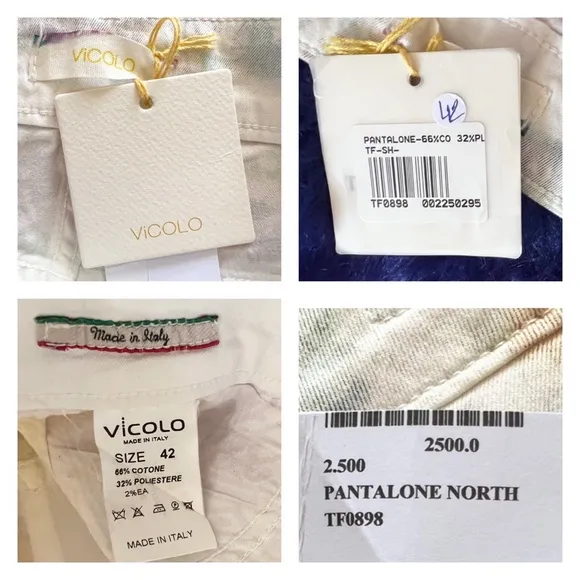 ViCOLO
ViCOLO
42
PANTALONE-66%CO 32%PL
TF-SH-
TF0898 002250295
Made in Italy
ViCOLO
MADE IN ITALY
SIZE 42
66% COTONE
32% POLIESTERE
2%EA
MADE IN ITALY
2500.0
2.500
PANTALONE NORTH
TF0898